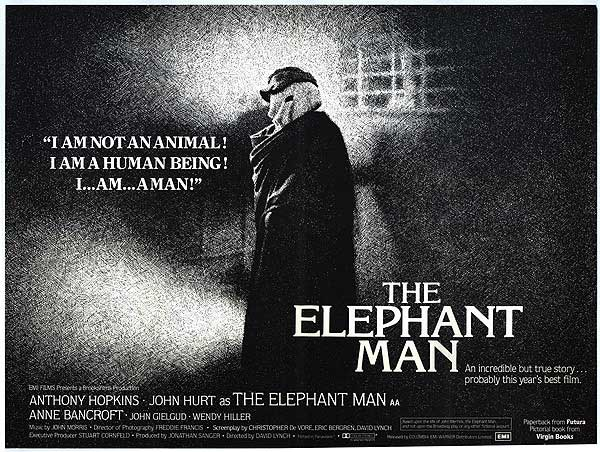 “I AM NOT AN ANIMAL!
I AM A HUMAN BEING!
I...AM...A MAN!”
THE
ELEPHANT
MAN
An incredible but true story...
probably this year's best film.
EMI FILMS Presents a Brooksfilms Production
ANTHONY HOPKINS · JOHN HURT as THE ELEPHANT MAN AA
ANNE BANCROFT · JOHN GIELGUD · WENDY HILLER
Music by JOHN MORRIS · Director of Photography FREDDIE FRANCIS · Screenplay by CHRISTOPHER De VORE, ERIC BERGREN, DAVID LYNCH
Executive Producer STUART CORNFELD · Produced by JONATHAN SANGER · Directed by DAVID LYNCH
Based upon the life of John Merrick, the Elephant Man,
and not upon the Broadway play or any other fictional account.
Released by COLUMBIA-EMI-WARNER Distributors Limited
EMI
Paperback from Futura
Pictorial book from
Virgin Books